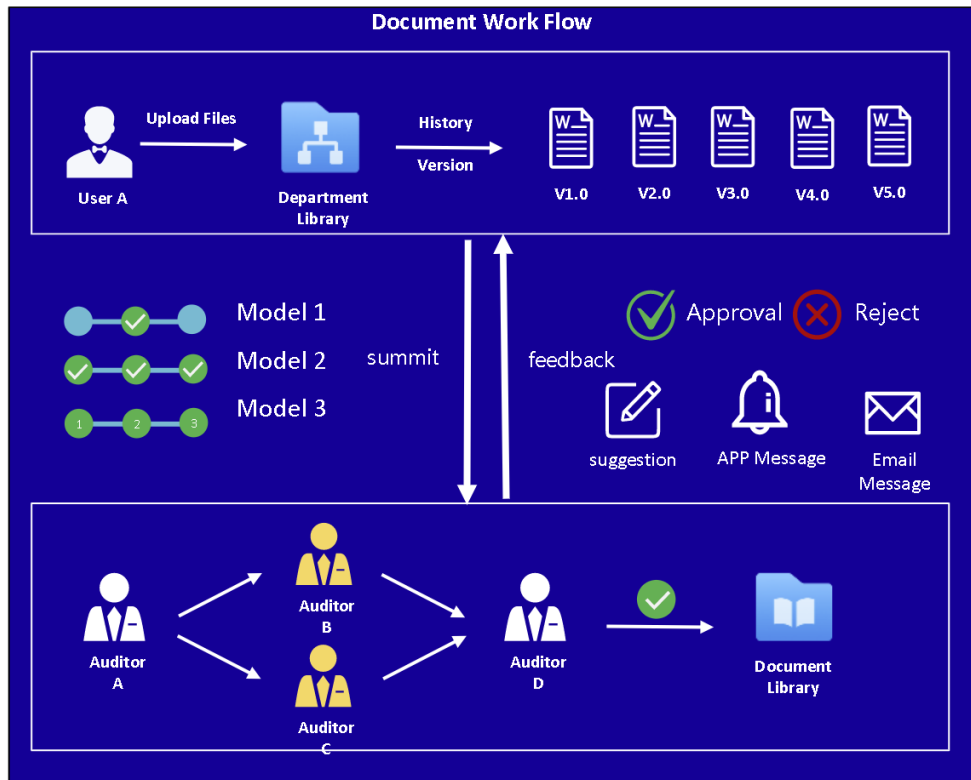 Document Work Flow
Upload Files
User A
Department
Library
History
Version
W
W
W
W
W
V1.0
V2.0
V3.0
V4.0
V5.0
Model 1
Model 2
1
2
3
Model 3
summit
feedback
Approval
Reject
suggestion
i
APP Message
Email
Message
Auditor
A
Auditor
B
Auditor
C
Auditor
D
Document
Library